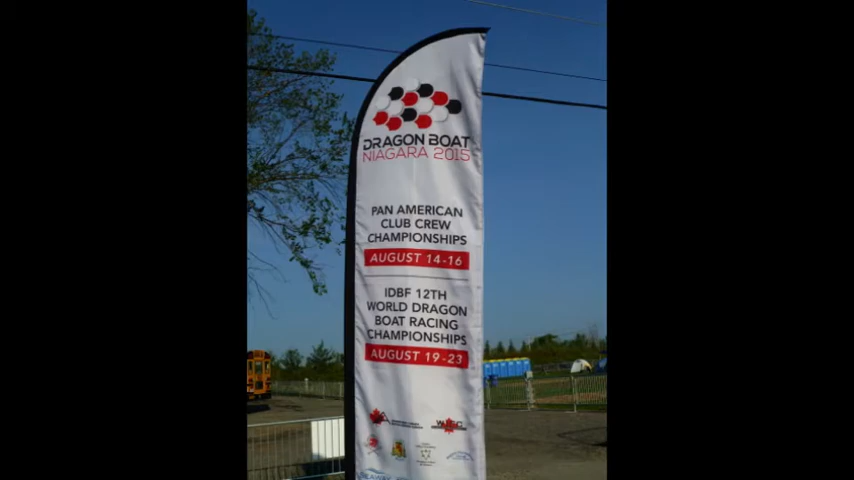 DRAGON BOAT
NIAGARA 2015
PAN AMERICAN
CLUB CREW
CHAMPIONSHIPS
AUGUST 14-16
IDBF 12TH
WORLD DRAGON
BOAT RACING
CHAMPIONSHIPS
AUGUST 19-23